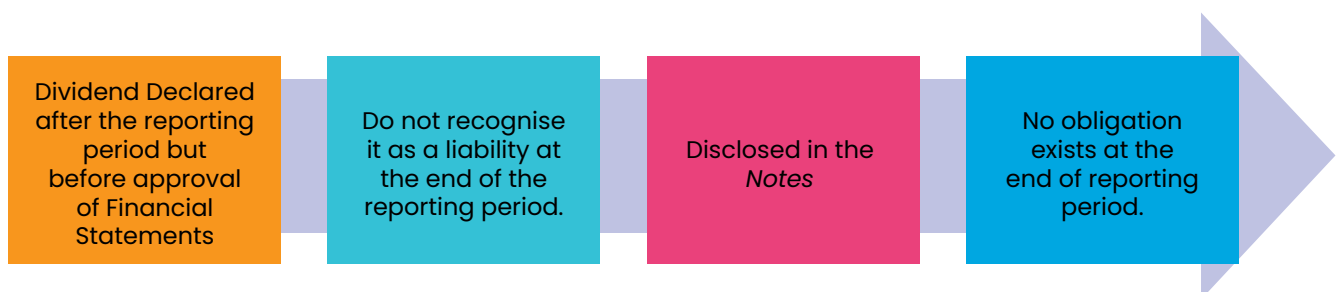 Dividend Declared
after the reporting
period but
before approval
of Financial
Statements
Do not recognise
it as a liability at
the end of the
reporting period.
Disclosed in the
Notes
No obligation
exists at the
end of reporting
period.